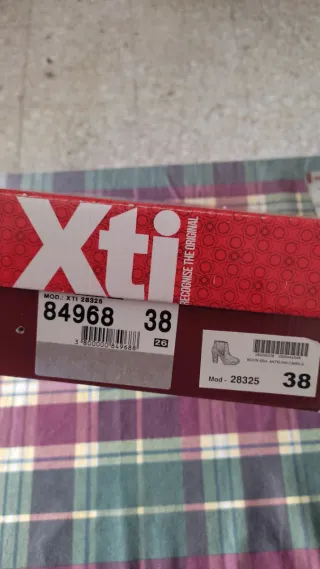 Xti
RECOGNISE THE ORIGINAL
MOD.: XTI 28325
84968 38
26
Mod - 28325 38